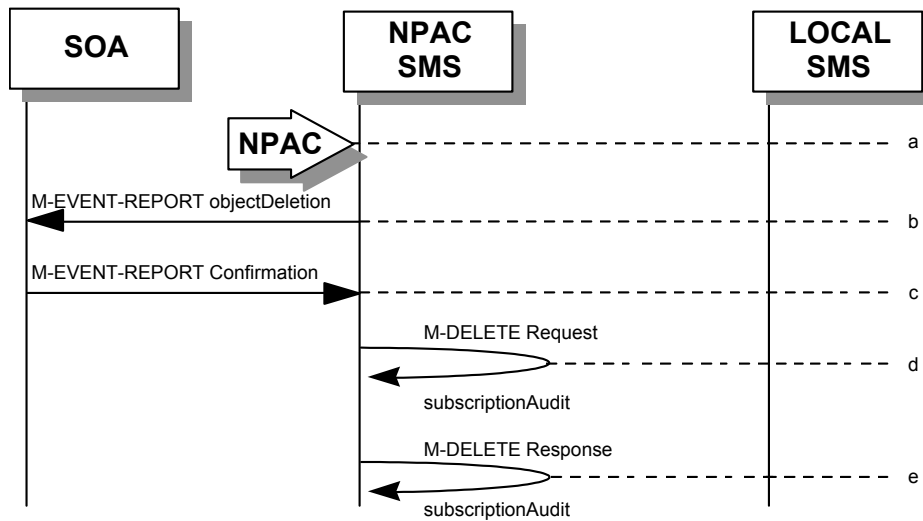 SOA
NPAC
SMS
LOCAL
SMS
NPAC
a
M-EVENT-REPORT objectDeletion
b
M-EVENT-REPORT Confirmation
c
M-DELETE Request
d
subscriptionAudit
M-DELETE Response
e
subscriptionAudit